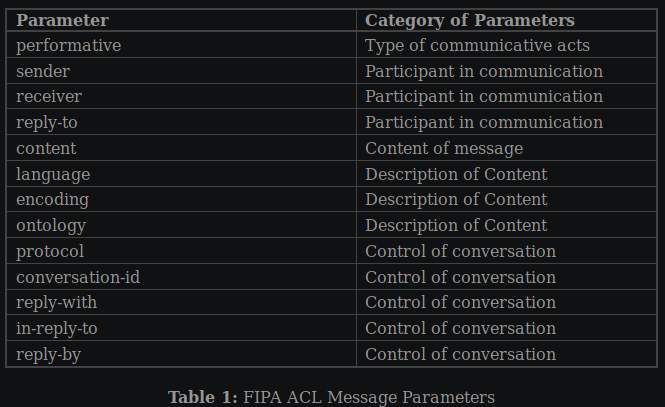 Parameter Category of Parameters
performative Type of communicative acts
sender Participant in communication
receiver Participant in communication
reply-to Participant in communication
content Content of message
language Description of Content
encoding Description of Content
ontology Description of Content
protocol Control of conversation
conversation-id Control of conversation
reply-with Control of conversation
in-reply-to Control of conversation
reply-by Control of conversation
Table 1: FIPA ACL Message Parameters